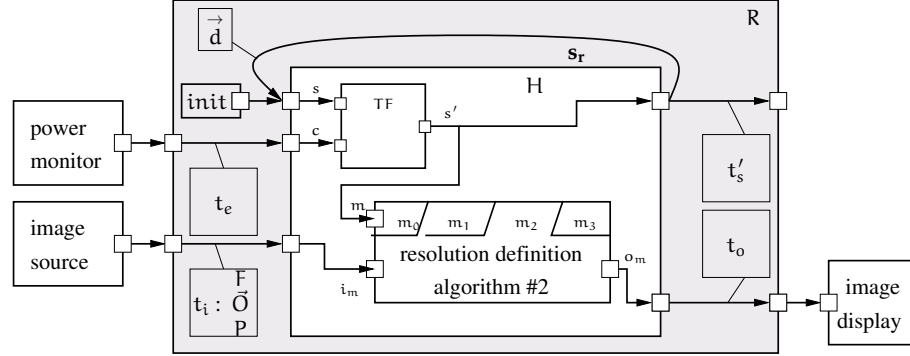 R
→
d
s_r
H
init
s
TF
s′
c
power
monitor
t_e
t′_s
m
m_0 m_1 m_2 m_3
image
source
resolution definition
algorithm #2
o_m
i_m
t_o
F
t_i : O⃗
P
image
display